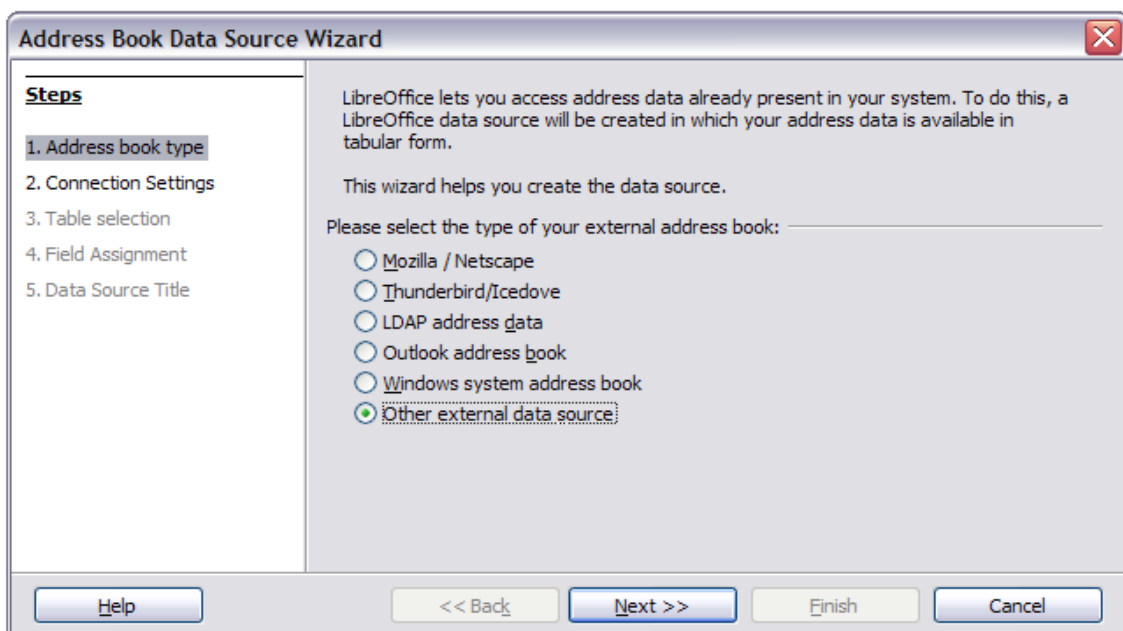 Address Book Data Source Wizard
Steps
1. Address book type
2. Connection Settings
3. Table selection
4. Field Assignment
5. Data Source Title
LibreOffice lets you access address data already present in your system. To do this, a
LibreOffice data source will be created in which your address data is available in
tabular form.
This wizard helps you create the data source.
Please select the type of your external address book:
Mozilla / Netscape
Thunderbird/Icedove
LDAP address data
Outlook address book
Windows system address book
Other external data source
Help
<< Back
Next >>
Finish
Cancel